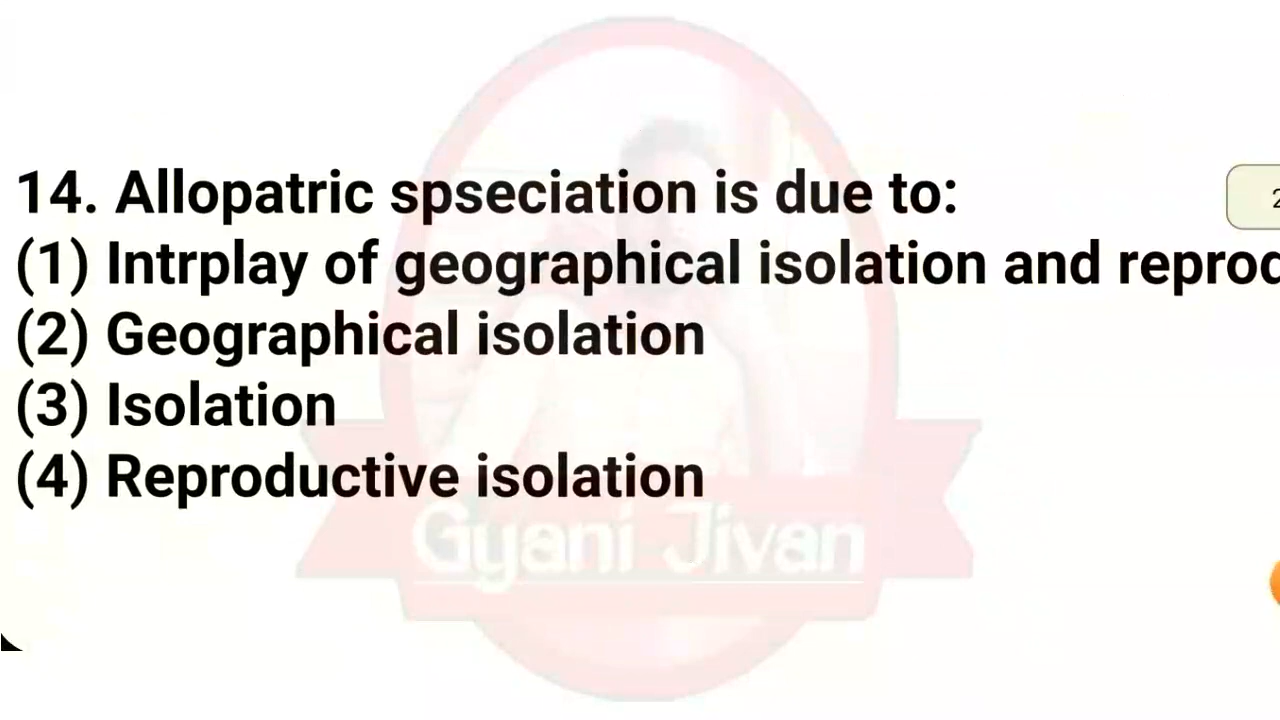 14. Allopatric spseciation is due to:
(1) Intrplay of geographical isolation and
(2) Geographical isolation
(3) Isolation
(4) Reproductive isolation
Gyani Jivan